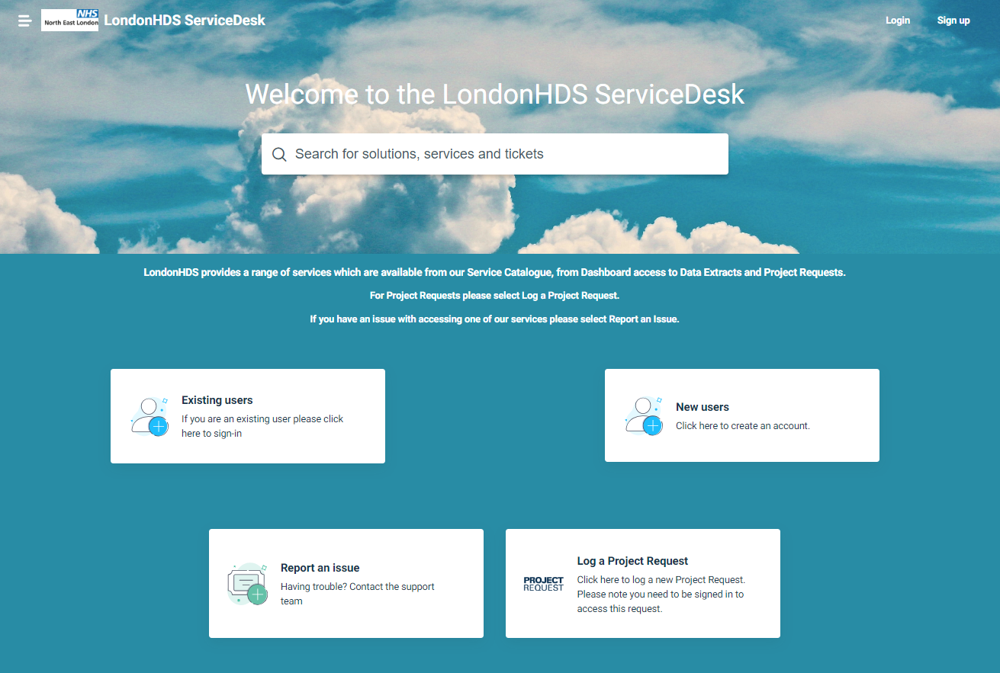 NHS
North East London
LondonHDS ServiceDesk
Login
Sign up
Welcome to the LondonHDS ServiceDesk
Search for solutions, services and tickets
LondonHDS provides a range of services which are available from our Service Catalogue, from Dashboard access to Data Extracts and Project Requests.
For Project Requests please select Log a Project Request.
If you have an issue with accessing one of our services please select Report an Issue.
Existing users
If you are an existing user please click
here to sign-in
New users
Click here to create an account.
Report an issue
Having trouble? Contact the support
team
PROJECT
REQUEST
Log a Project Request
Click here to log a new Project Request.
Please note you need to be signed in to
access this request.